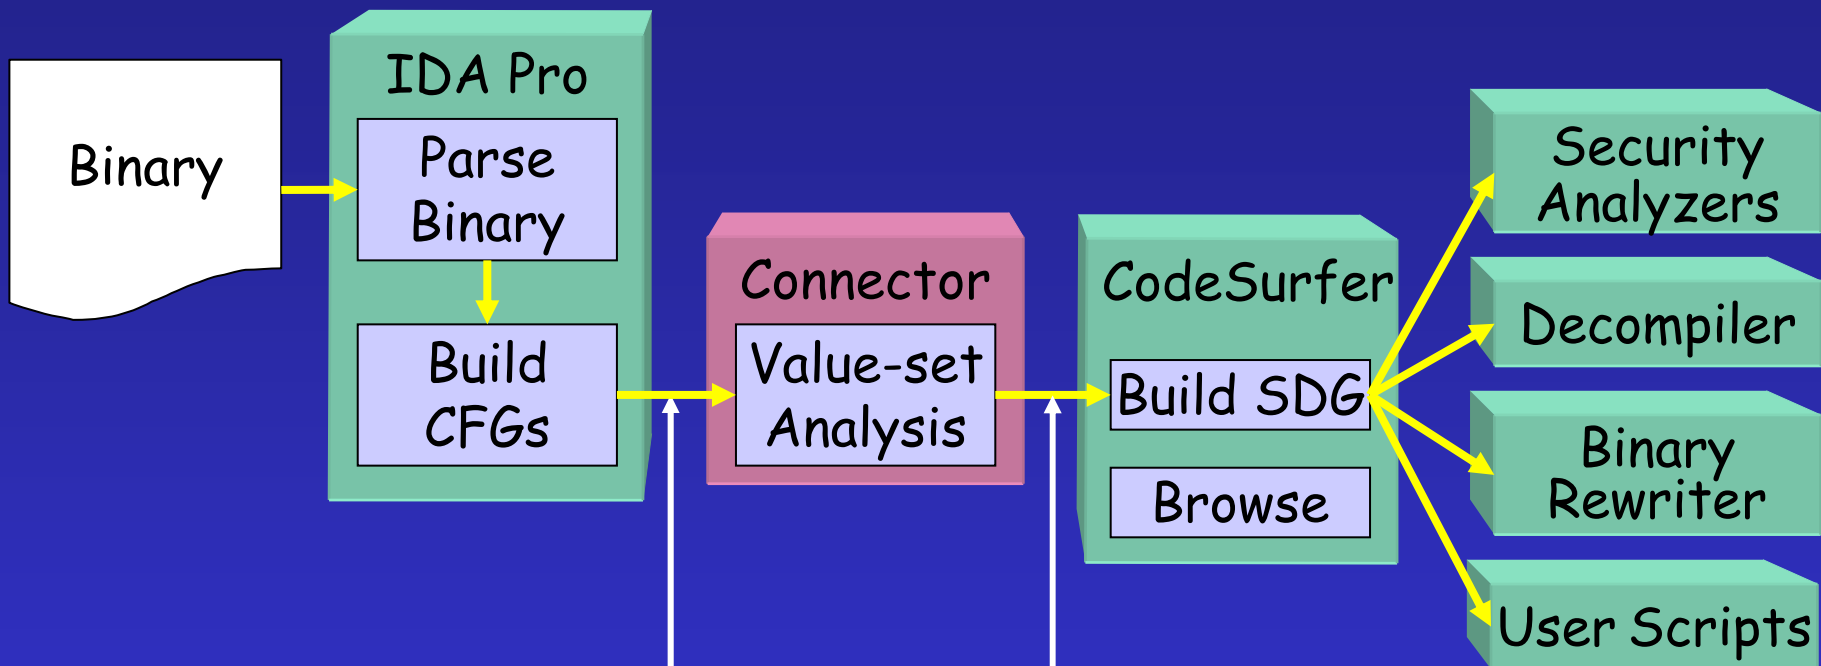 Binary
IDA Pro
Parse
Binary
Build
CFGs
Connector
Value-set
Analysis
CodeSurfer
Build SDG
Browse
Security
Analyzers
Decompiler
Binary
Rewriter
User Scripts